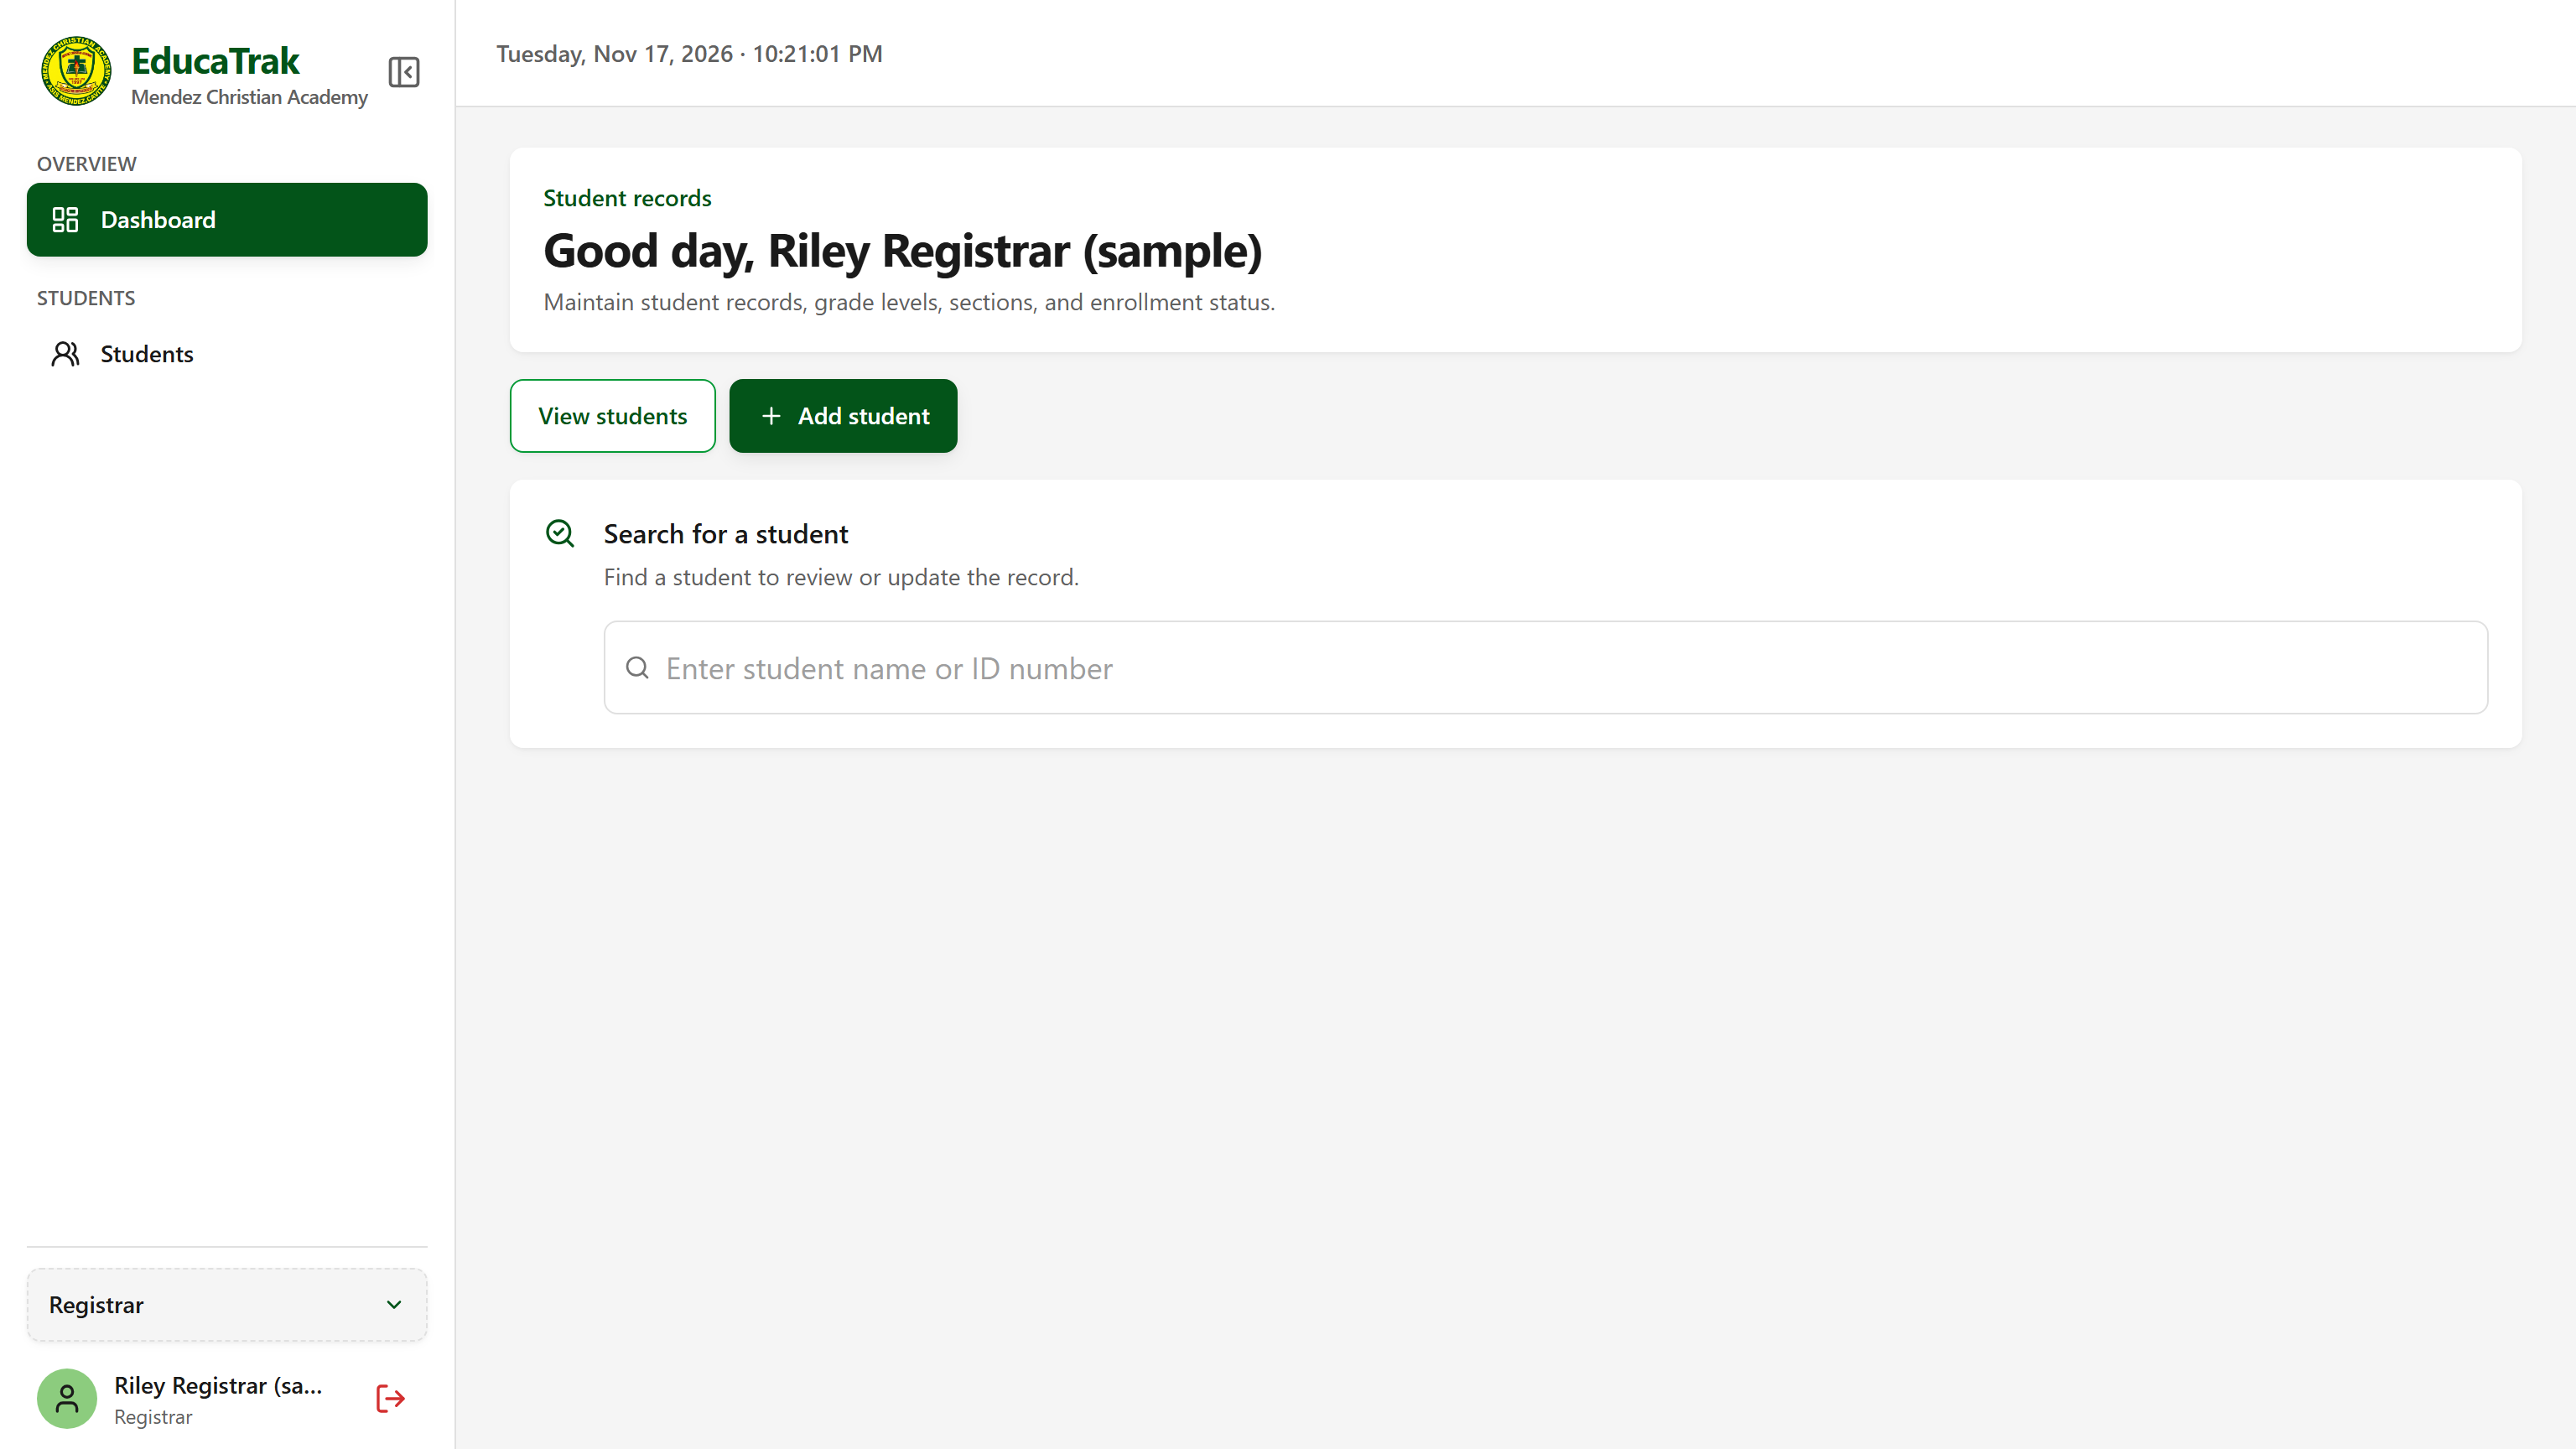 EducaTrak
Mendez Christian Academy
OVERVIEW
Dashboard
STUDENTS
Students
Registrar
Riley Registrar (sa...
Registrar
Tuesday, Nov 17, 2026 · 10:21:01 PM
Student records
Good day, Riley Registrar (sample)
Maintain student records, grade levels, sections, and enrollment status.
View students
Add student
Search for a student
Find a student to review or update the record.
Enter student name or ID number